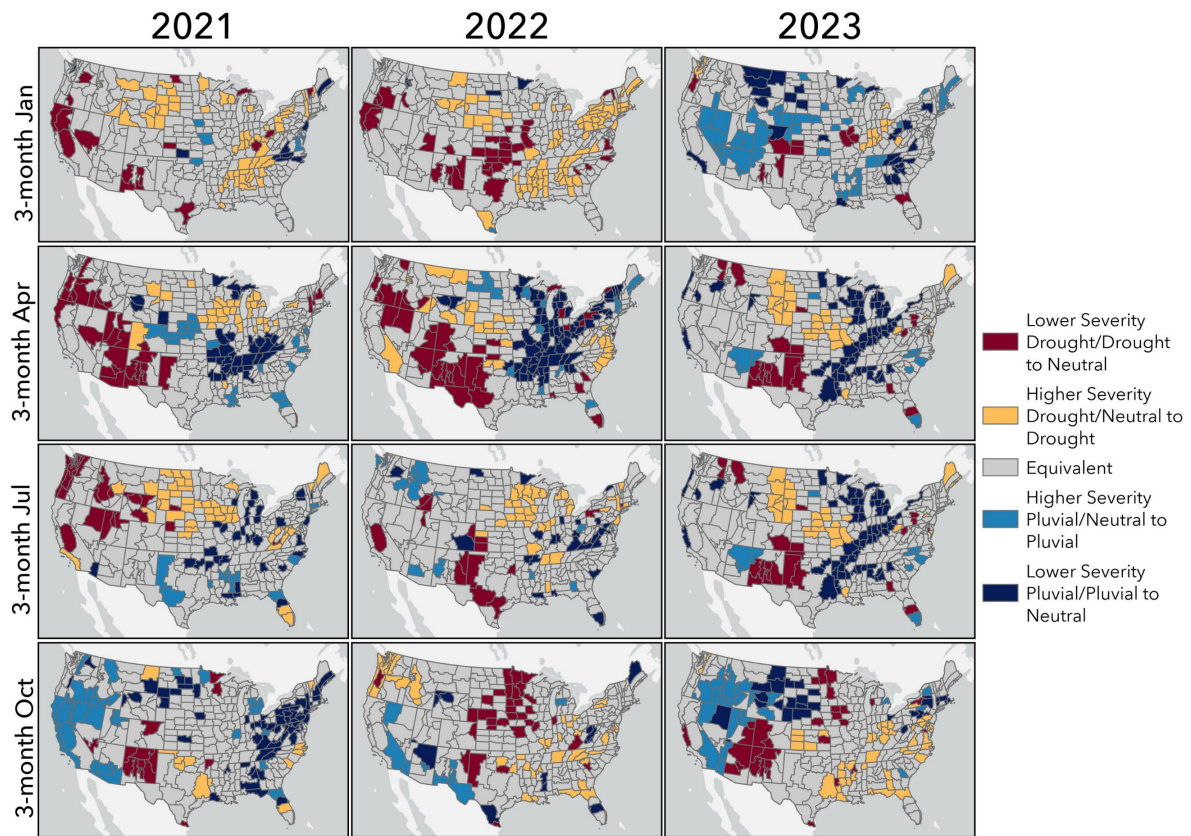 2021
2022
2023
3-month Jan
3-month Apr
3-month Jul
3-month Oct
Lower Severity
Drought/Drought
to Neutral
Higher Severity
Drought/Neutral to
Drought
Equivalent
Higher Severity
Pluvial/Neutral to
Pluvial
Lower Severity
Pluvial/Pluvial to
Neutral